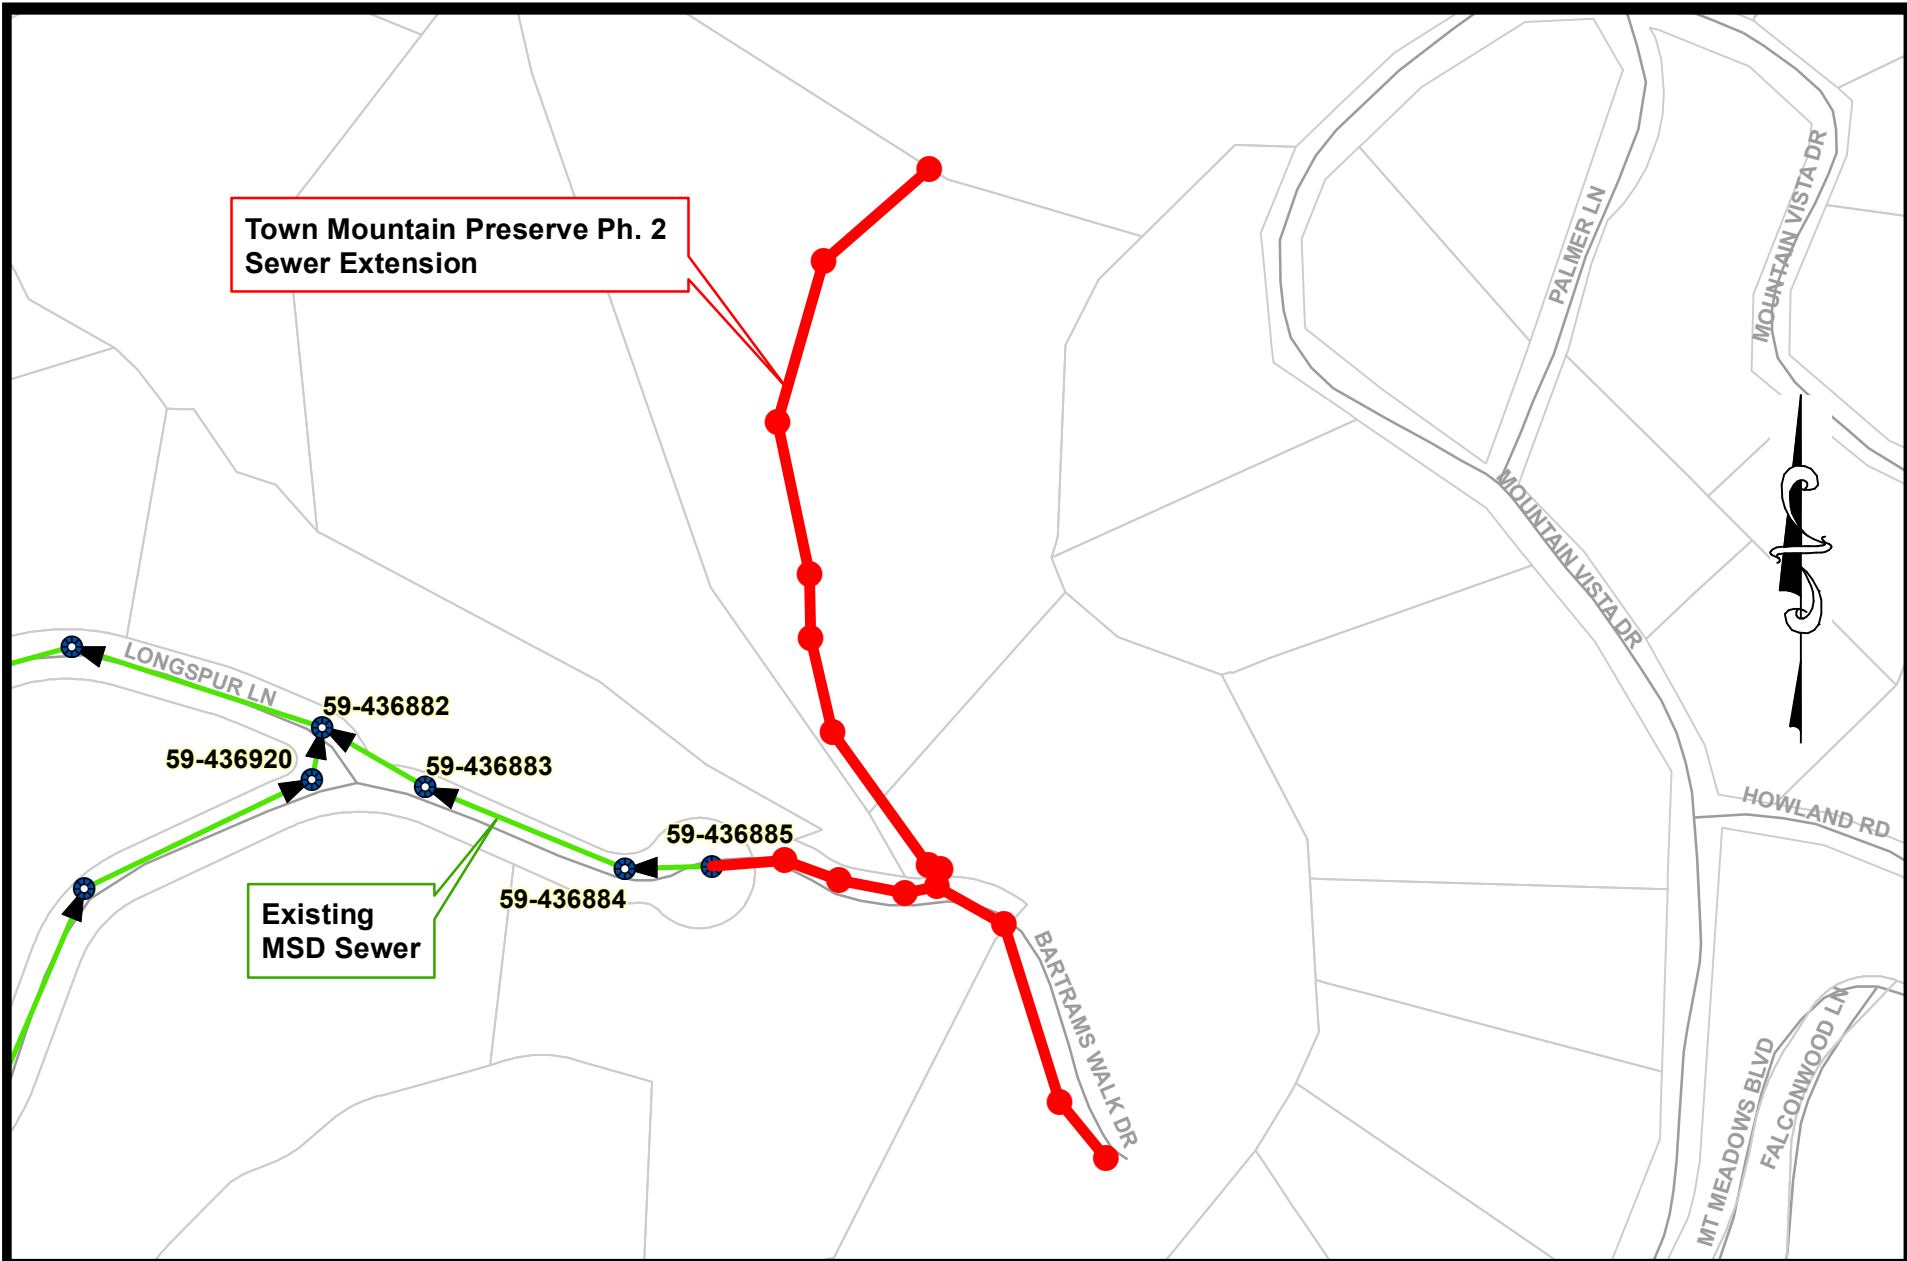 Town Mountain Preserve Ph. 2
Sewer Extension
PALMER LN
MOUNTAIN VISTA DR
MOUNTAIN VISTA DR
LONGSPUR LN
59-436882
59-436920
59-436883
59-436885
59-436884
HOWLAND RD
Existing
MSD Sewer
BARTRAMS WALK DR
MT MEADOWS BLVD
FALCONWOOD LN